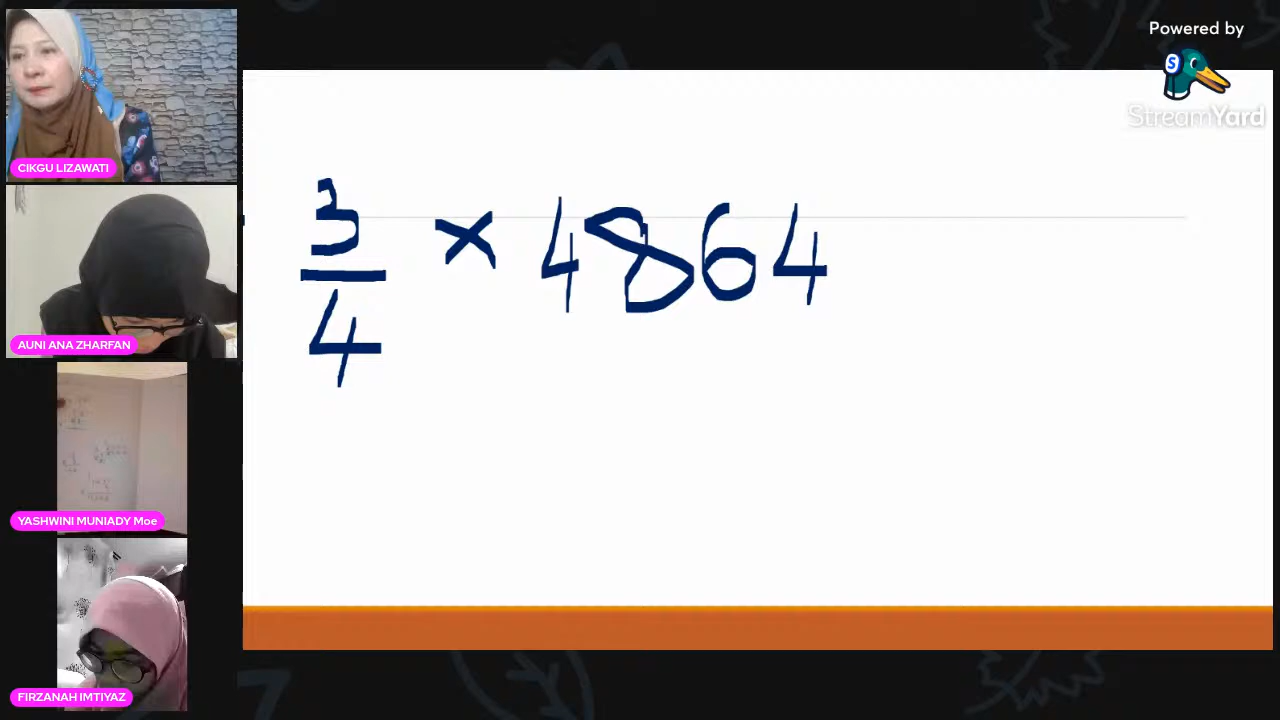 Powered by
S
StreamYard
CIKGU LIZAWATI
AUNI ANA ZHARFAN
YASHWINI MUNIADY Moe
FIRZANAH IMTIYAZ
3/4 × 4864